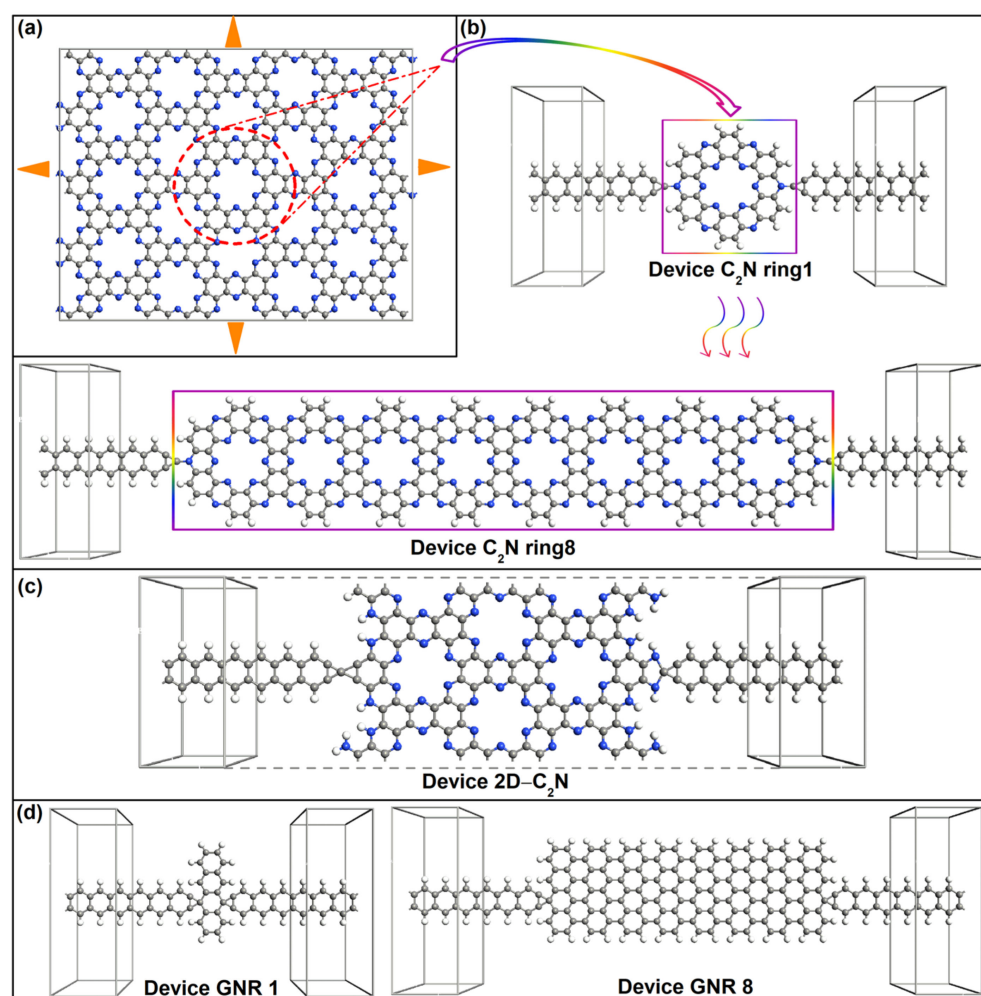 (a)
(b)
Device C₂N ring1
Device C₂N ring8
(c)
Device 2D–C₂N
(d)
Device GNR 1
Device GNR 8